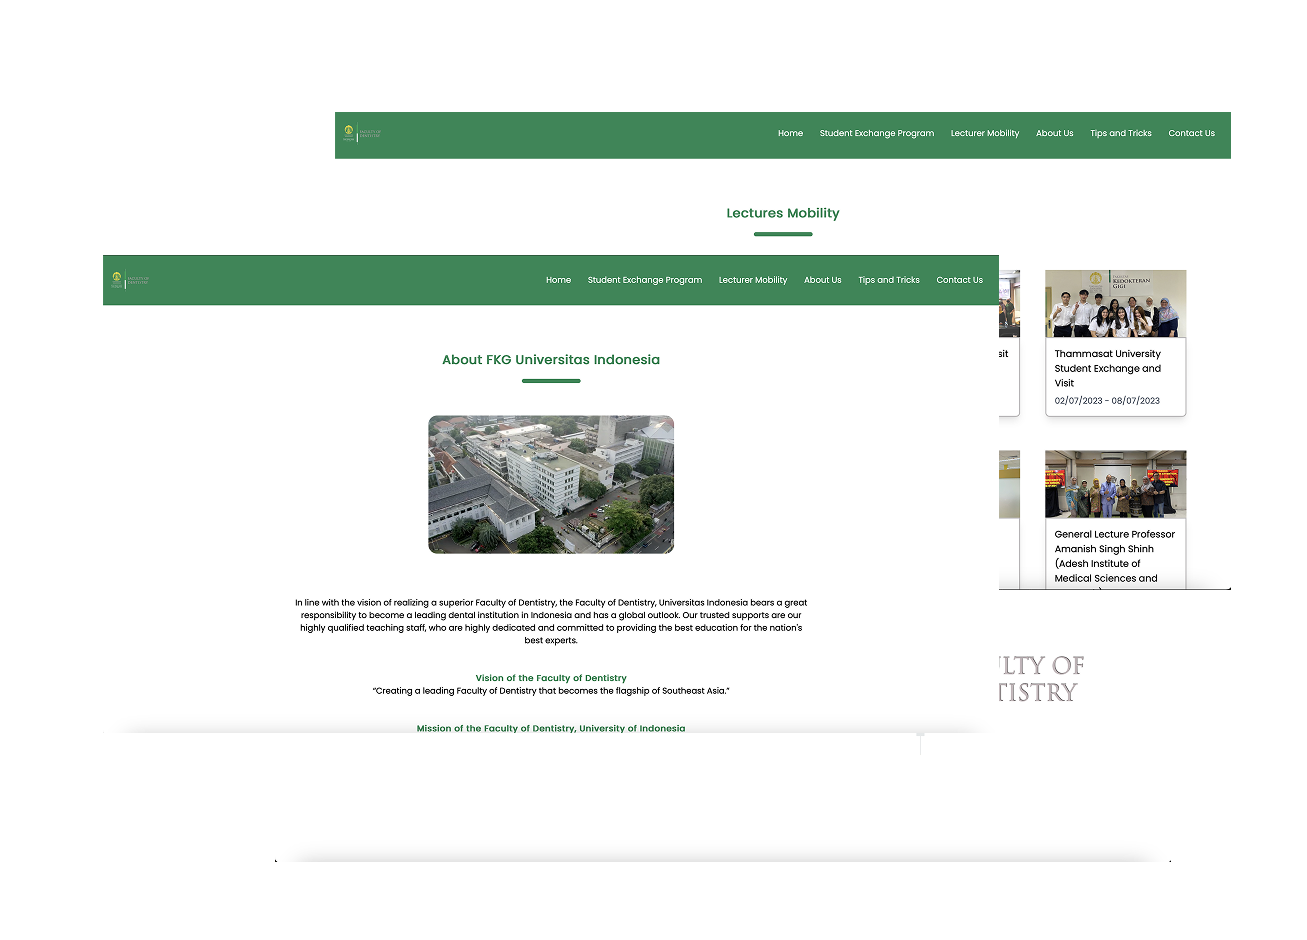 FACULTY OF
DENTISTRY
Home Student Exchange Program Lecturer Mobility About Us Tips and Tricks Contact Us
Lectures Mobility
FACULTY OF
DENTISTRY
Home Student Exchange Program Lecturer Mobility About Us Tips and Tricks Contact Us
About FKG Universitas Indonesia
In line with the vision of realizing a superior Faculty of Dentistry, the Faculty of Dentistry, Universitas Indonesia bears a great
responsibility to become a leading dental institution in Indonesia and has a global outlook. Our trusted supports are our
highly qualified teaching staff, who are highly dedicated and committed to providing the best education for the nation's
best experts.
Vision of the Faculty of Dentistry
“Creating a leading Faculty of Dentistry that becomes the flagship of Southeast Asia.”
Mission of the Faculty of Dentistry, University of Indonesia
sit
KEDOKTERAN
GIGI
Thammasat University
Student Exchange and
Visit
02/07/2023 - 08/07/2023
General Lecture Professor
Amanish Singh Shinh
(Adesh Institute of
Medical Sciences and
LTY OF
TISTRY